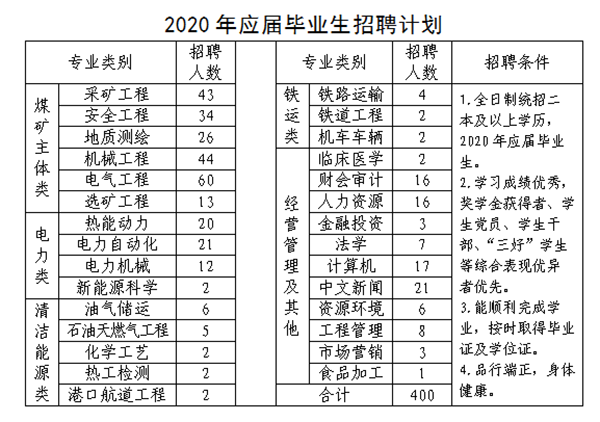 2020年应届毕业生招聘计划
专业类别 招聘人数 专业类别 招聘人数 招聘条件
煤矿主体类
采矿工程 43
安全工程 34
地质测绘 26
机械工程 44
电气工程 60
选矿工程 13
电力类
热能动力 20
电力自动化 21
电力机械 12
新能源科学 2
清洁能源类
油气储运 6
石油天燃气工程 5
化学工艺 2
热工检测 2
港口航道工程 2
铁运类
铁路运输 4
铁道工程 2
机车车辆 2
经营管理及其他
临床医学 2
财会审计 16
人力资源 16
金融投资 3
法学 7
计算机 17
中文新闻 21
资源环境 6
工程管理 8
市场营销 3
食品加工 1
合计 400
1.全日制统招二
本及以上学历，
2020年应届毕业
生。
2.学习成绩优秀，
奖学金获得者、学
生党员、学生干
部、“三好”学生
等综合表现优异
者优先。
3.能顺利完成学
业，按时取得毕业
证及学位证。
4.品行端正，身体
健康。